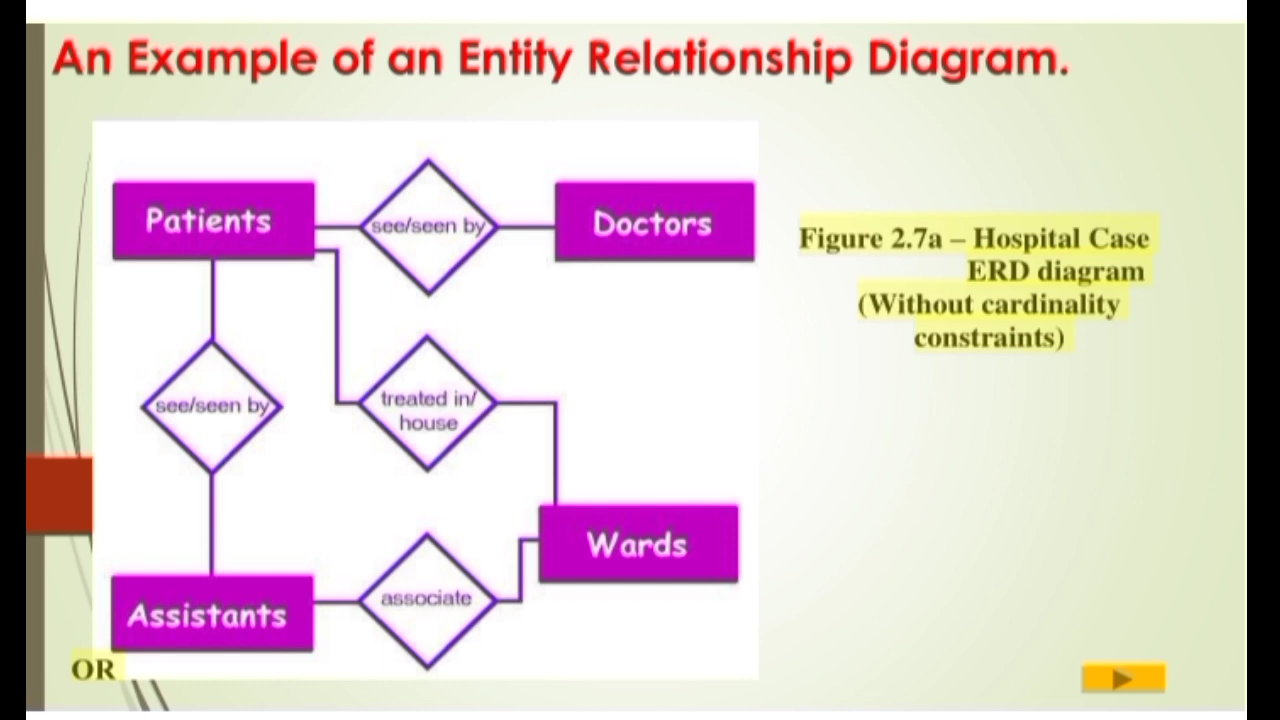 An Example of an Entity Relationship Diagram.
Patients
see/seen by
Doctors
Figure 2.7a – Hospital Case
ERD diagram
(Without cardinality
constraints)
see/seen by
treated in/
house
Wards
Assistants
associate
OR